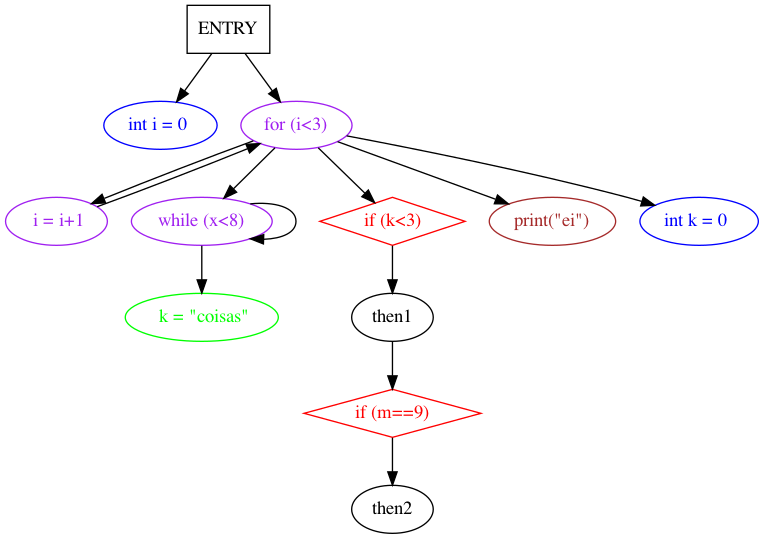 ENTRY
int i = 0
for (i<3)
i = i+1
while (x<8)
if (k<3)
print("ei")
int k = 0
k = "coisas"
then1
if (m==9)
then2